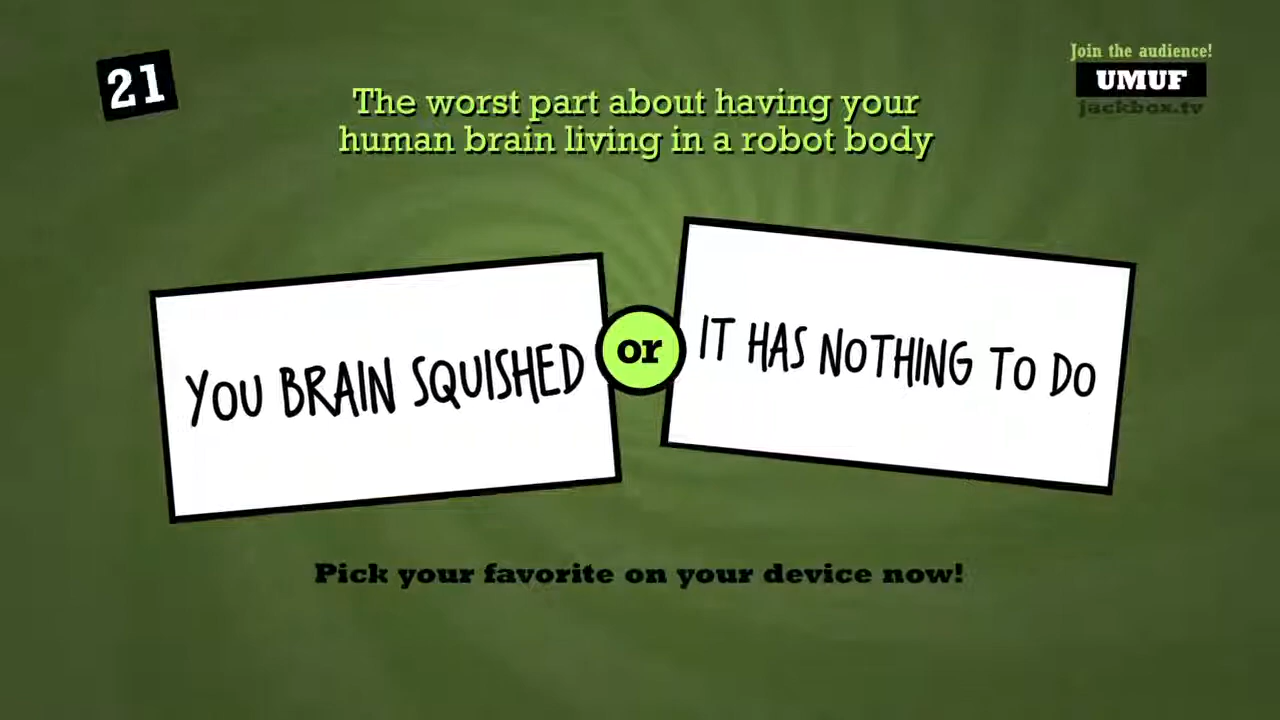 21
Join the audience!
UMUF
jackbox.tv
The worst part about having your
human brain living in a robot body
YOU BRAIN SQUISHED
or
IT HAS NOTHING TO DO
Pick your favorite on your device now!